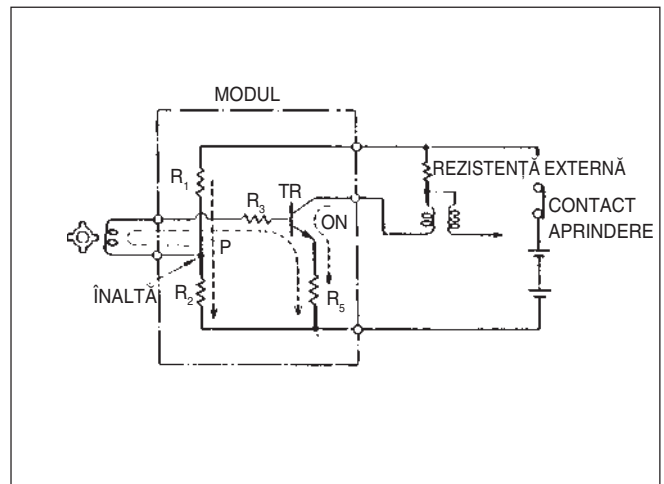 MODUL
REZISTENȚĂ EXTERNĂ
R1
TR
R3
ON
CONTACT
APRINDERE
P
ÎNALTĂ
R2
R5